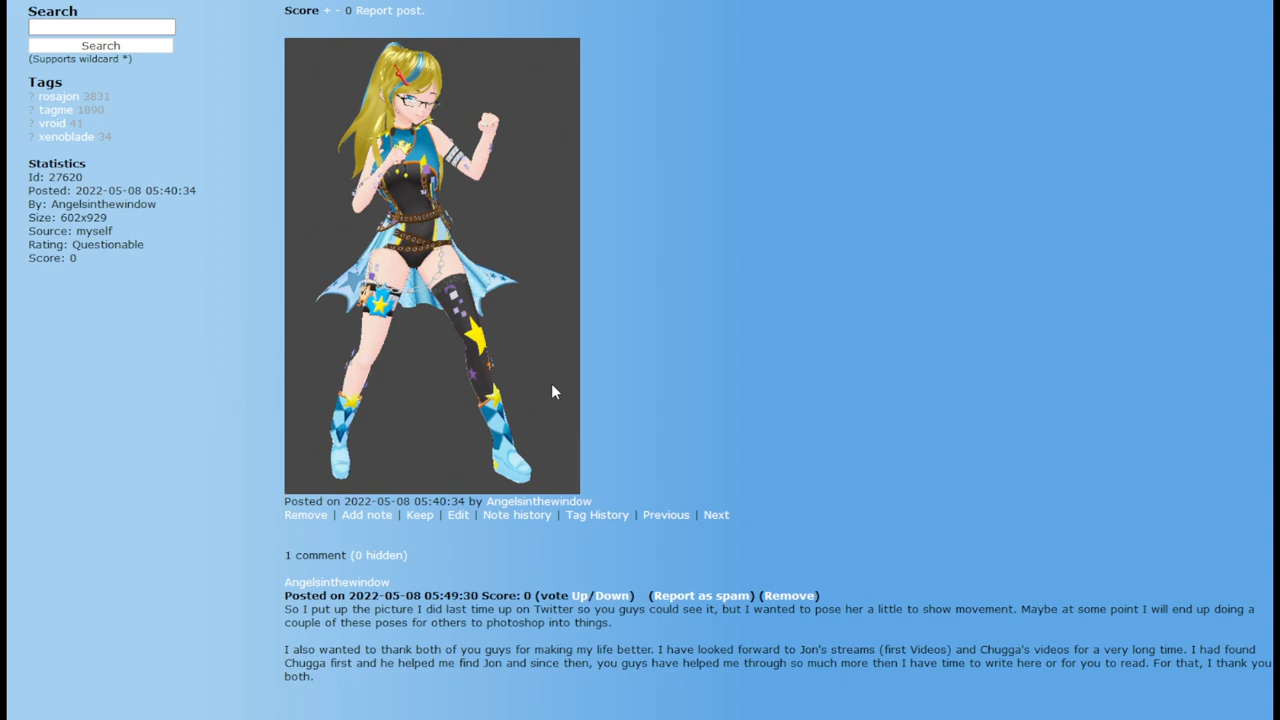 Search
Search
(Supports wildcard *)
Tags
? rosajon 3831
? tagme 1890
? vroid 41
? xenoblade 34
Statistics
Id: 27620
Posted: 2022-05-08 05:40:34
By: Angelsinthewindow
Size: 602x929
Source: myself
Rating: Questionable
Score: 0
Score + - 0 Report post.
Posted on 2022-05-08 05:40:34 by Angelsinthewindow
Remove | Add note | Keep | Edit | Note history | Tag History | Previous | Next
1 comment (0 hidden)
Angelsinthewindow
Posted on 2022-05-08 05:49:30 Score: 0 (vote Up/Down) (Report as spam) (Remove)
So I put up the picture I did last time up on Twitter so you guys could see it, but I wanted to pose her a little to show movement. Maybe at some point I will end up doing a
couple of these poses for others to photoshop into things.
I also wanted to thank both of you guys for making my life better. I have looked forward to Jon's streams (first Videos) and Chugga's videos for a very long time. I had found
Chugga first and he helped me find Jon and since then, you guys have helped me through so much more then I have time to write here or for you to read. For that, I thank you
both.